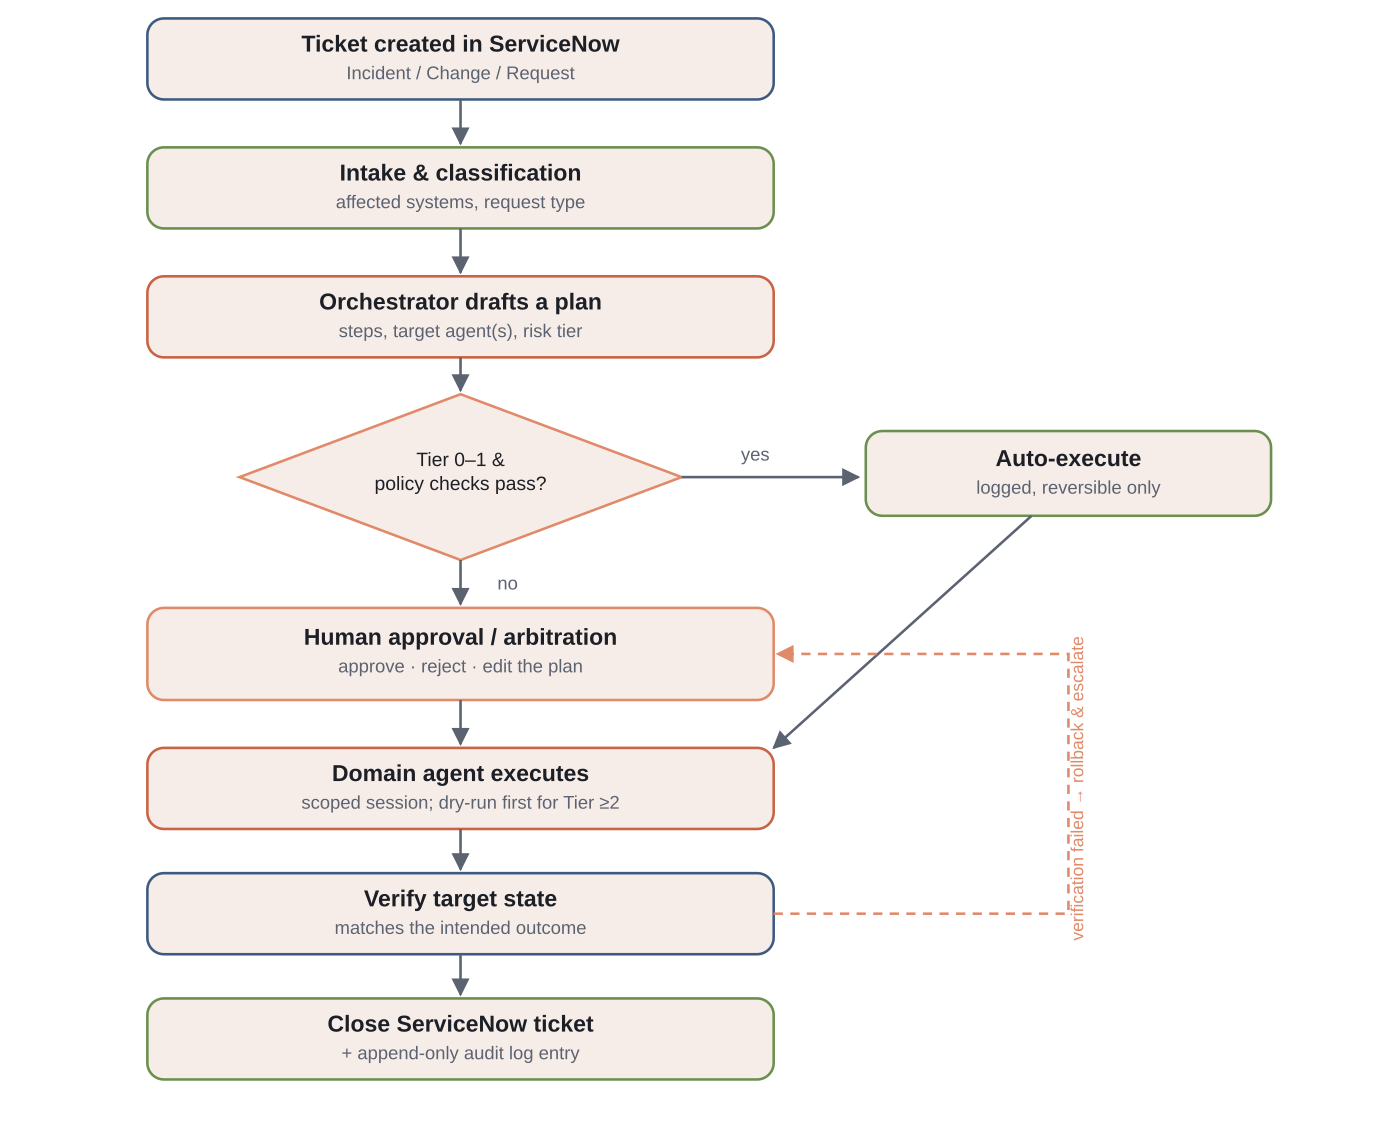 Ticket created in ServiceNow
Incident / Change / Request
Intake & classification
affected systems, request type
Orchestrator drafts a plan
steps, target agent(s), risk tier
Tier 0–1 &
policy checks pass?
yes
Auto-execute
logged, reversible only
no
Human approval / arbitration
approve · reject · edit the plan
verification failed → rollback & escalate
Domain agent executes
scoped session; dry-run first for Tier ≥2
Verify target state
matches the intended outcome
Close ServiceNow ticket
+ append-only audit log entry